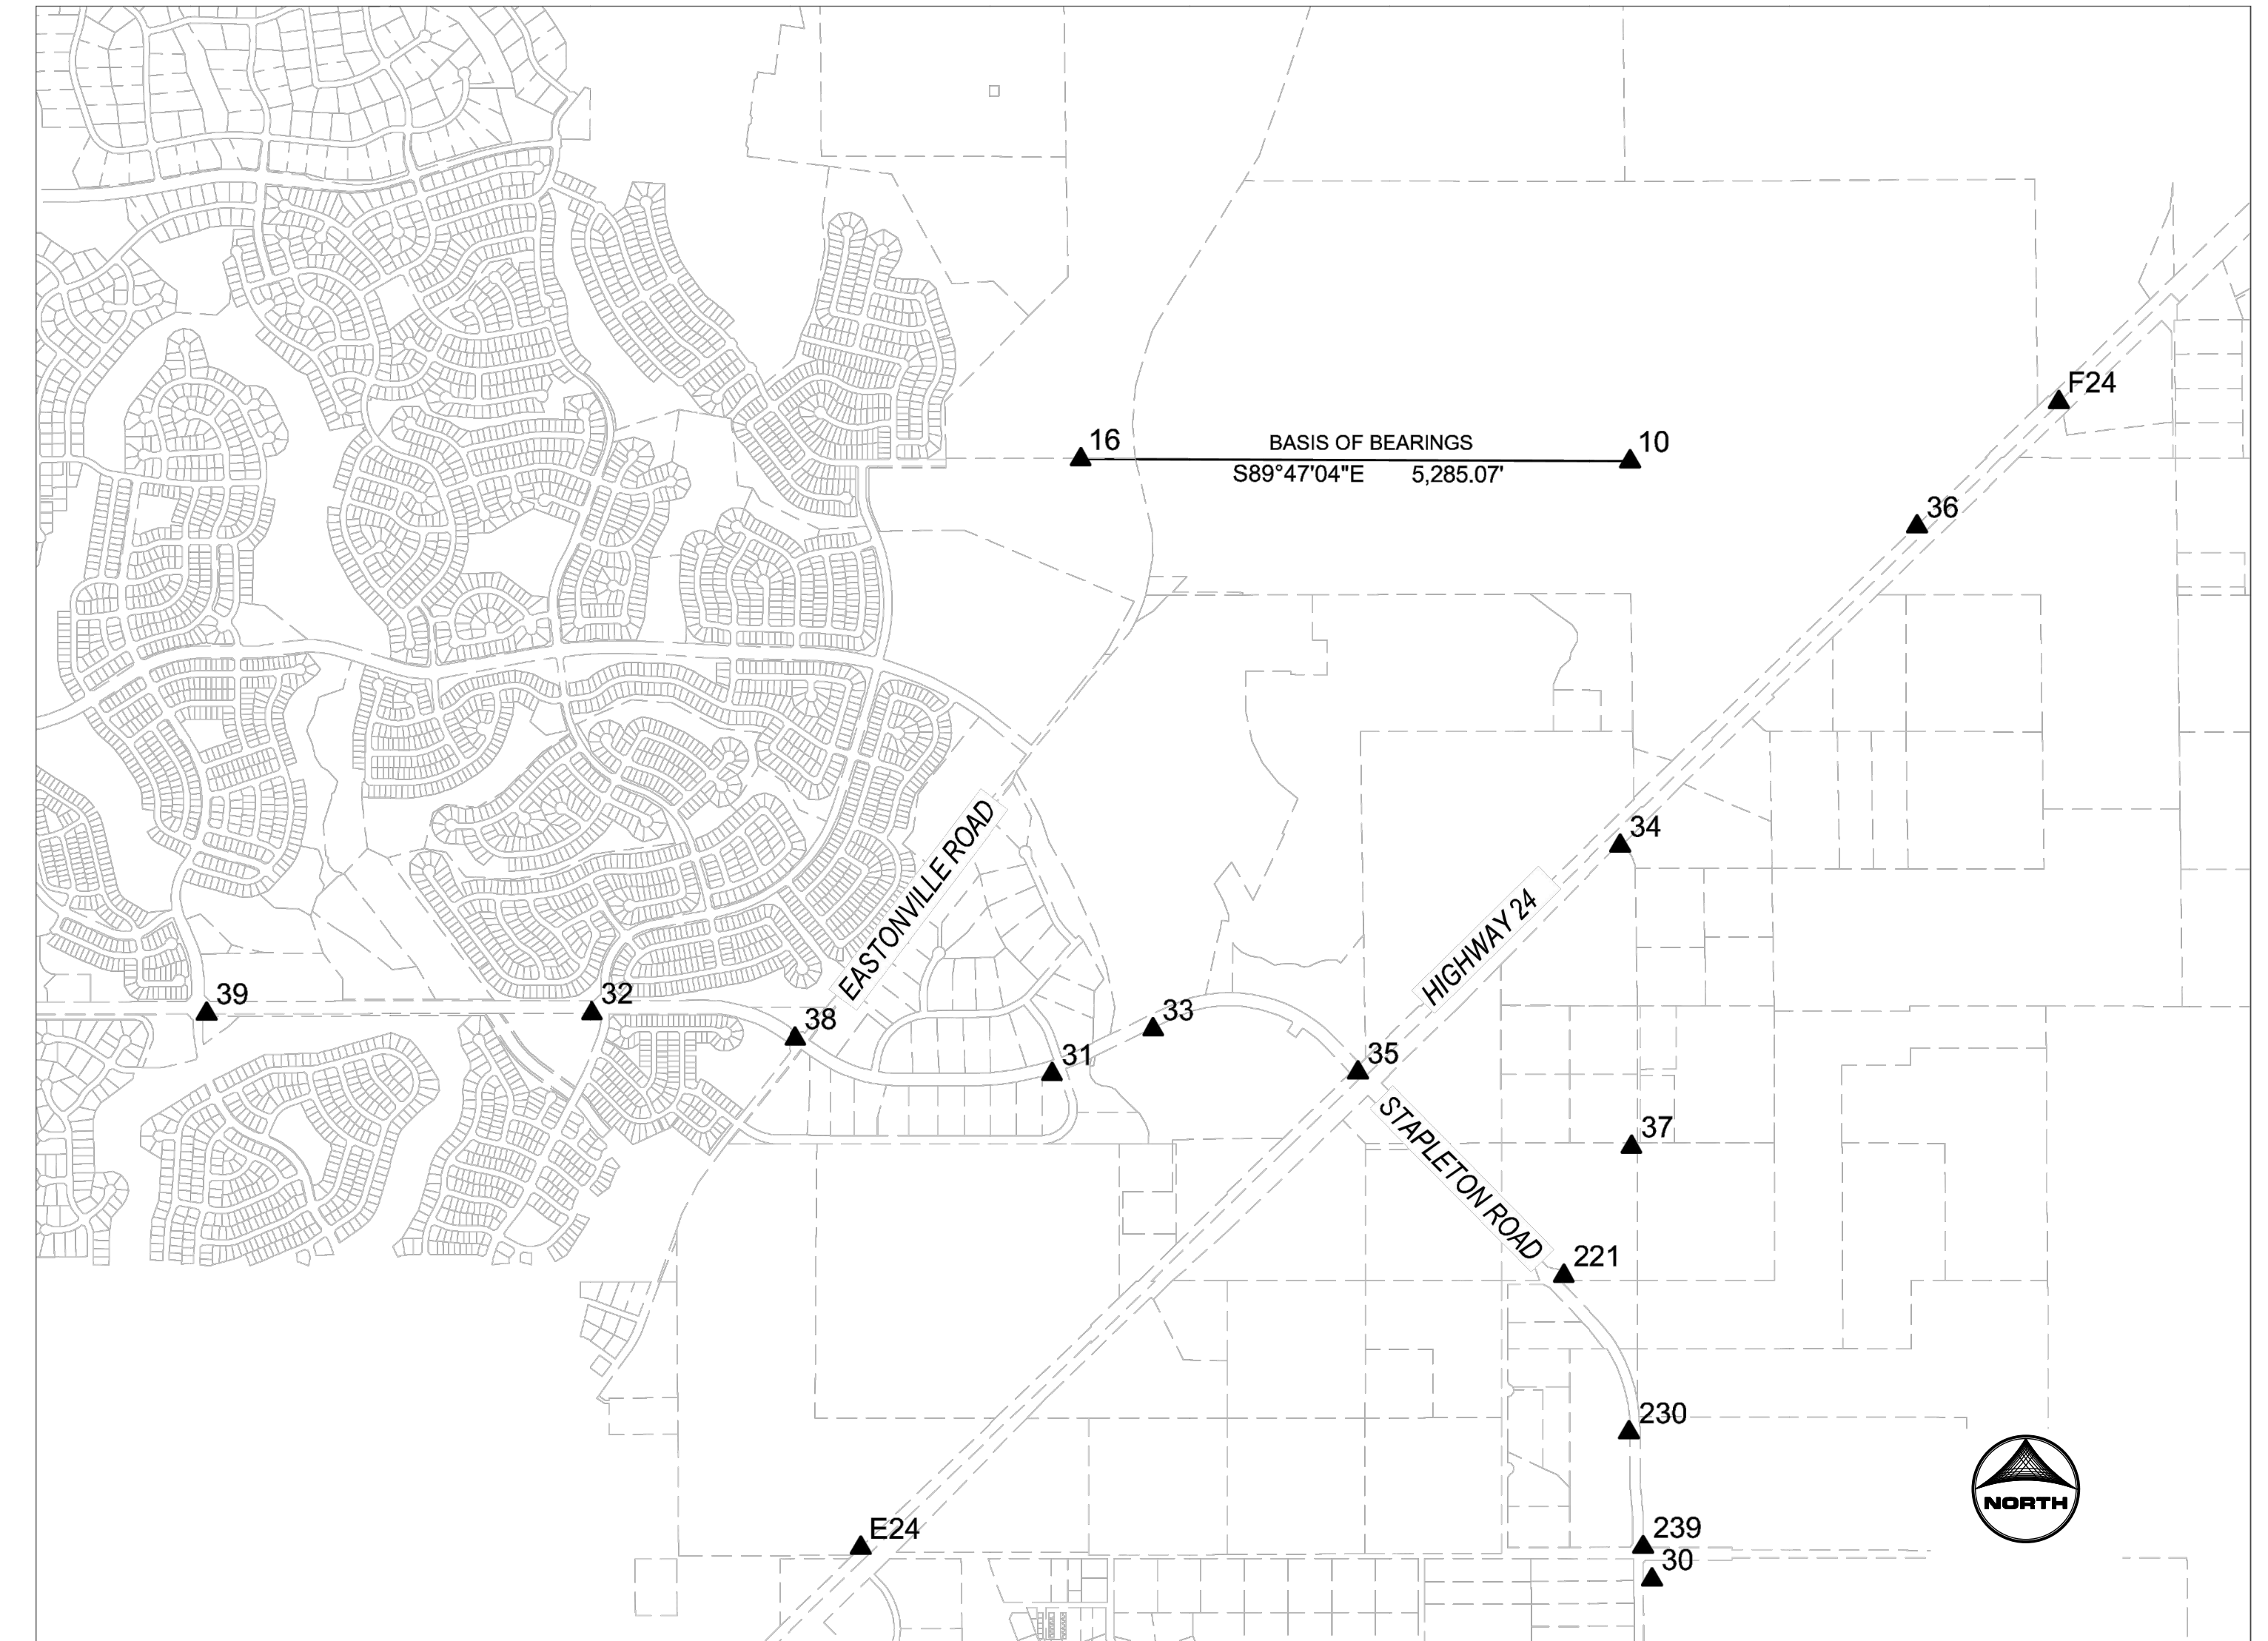 F24
16
BASIS OF BEARINGS
10
S89°47'04"E 5,285.07'
36
34
EASTONVILLE ROAD
HIGHWAY 24
39
32
38
33
31
35
STAPLETON ROAD
37
221
230
NORTH
E24
239
30